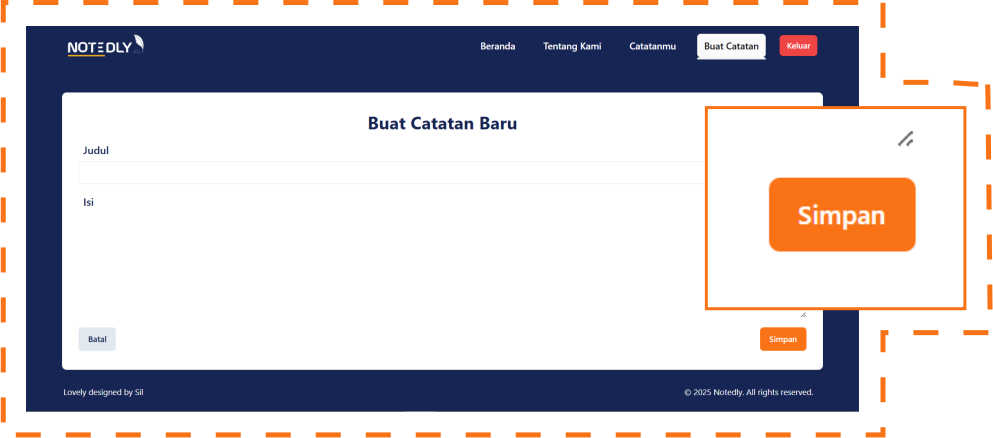 NOTEDLY
Beranda Tentang Kami Catatanmu Buat Catatan Keluar
Buat Catatan Baru
Judul
Isi
Simpan
Batal Simpan
Lovely designed by Sil © 2025 Notedly. All rights reserved.